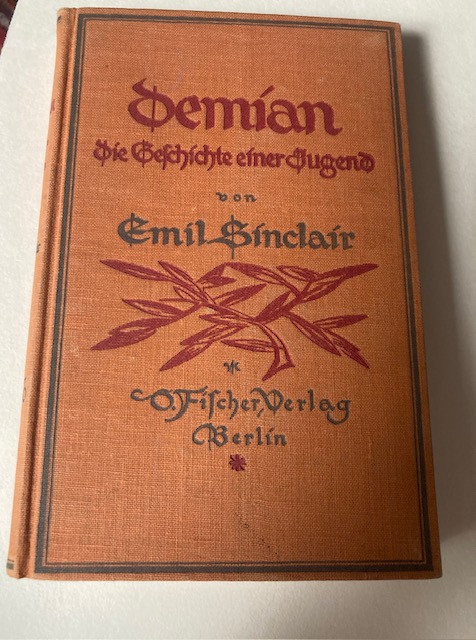 Demian
Die Geschichte einer Jugend
von
Emil Sinclair
S. Fischer, Verlag
Berlin